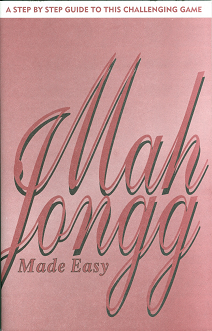 A STEP BY STEP GUIDE TO THIS CHALLENGING GAME
Mah
Jongg
Made Easy